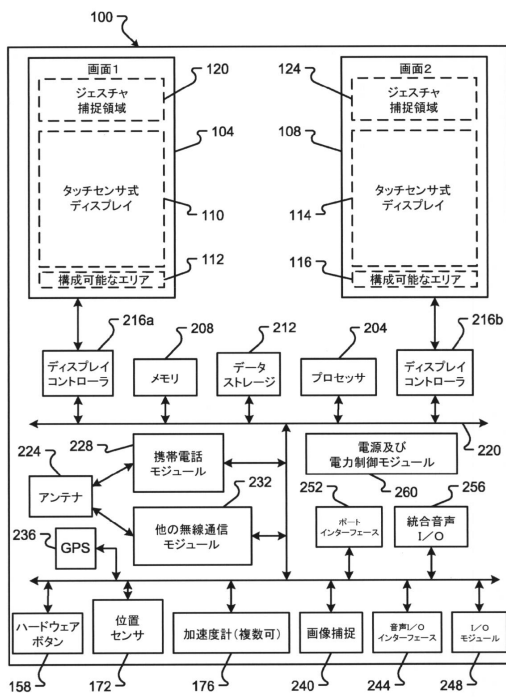 100
画面1
ジェスチャ
捕捉領域
120
104
タッチセンサ式
ディスプレイ
110
構成可能なエリア
112
画面2
124
ジェスチャ
捕捉領域
108
タッチセンサ式
ディスプレイ
114
116
構成可能なエリア
216a
208
212
204
216b
ディスプレイ
コントローラ
メモリ
データ
ストレージ
プロセッサ
ディスプレイ
コントローラ
220
228
携帯電話
モジュール
電源及び
電力制御モジュール
224
アンテナ
232
260
252
256
236
GPS
他の無線通信
モジュール
ポート
インターフェース
統合音声
I/O
ハードウェア
ボタン
位置
センサ
加速度計(複数可)
画像捕捉
音声I/O
インターフェース
I/O
モジュール
158
172
176
240
244
248